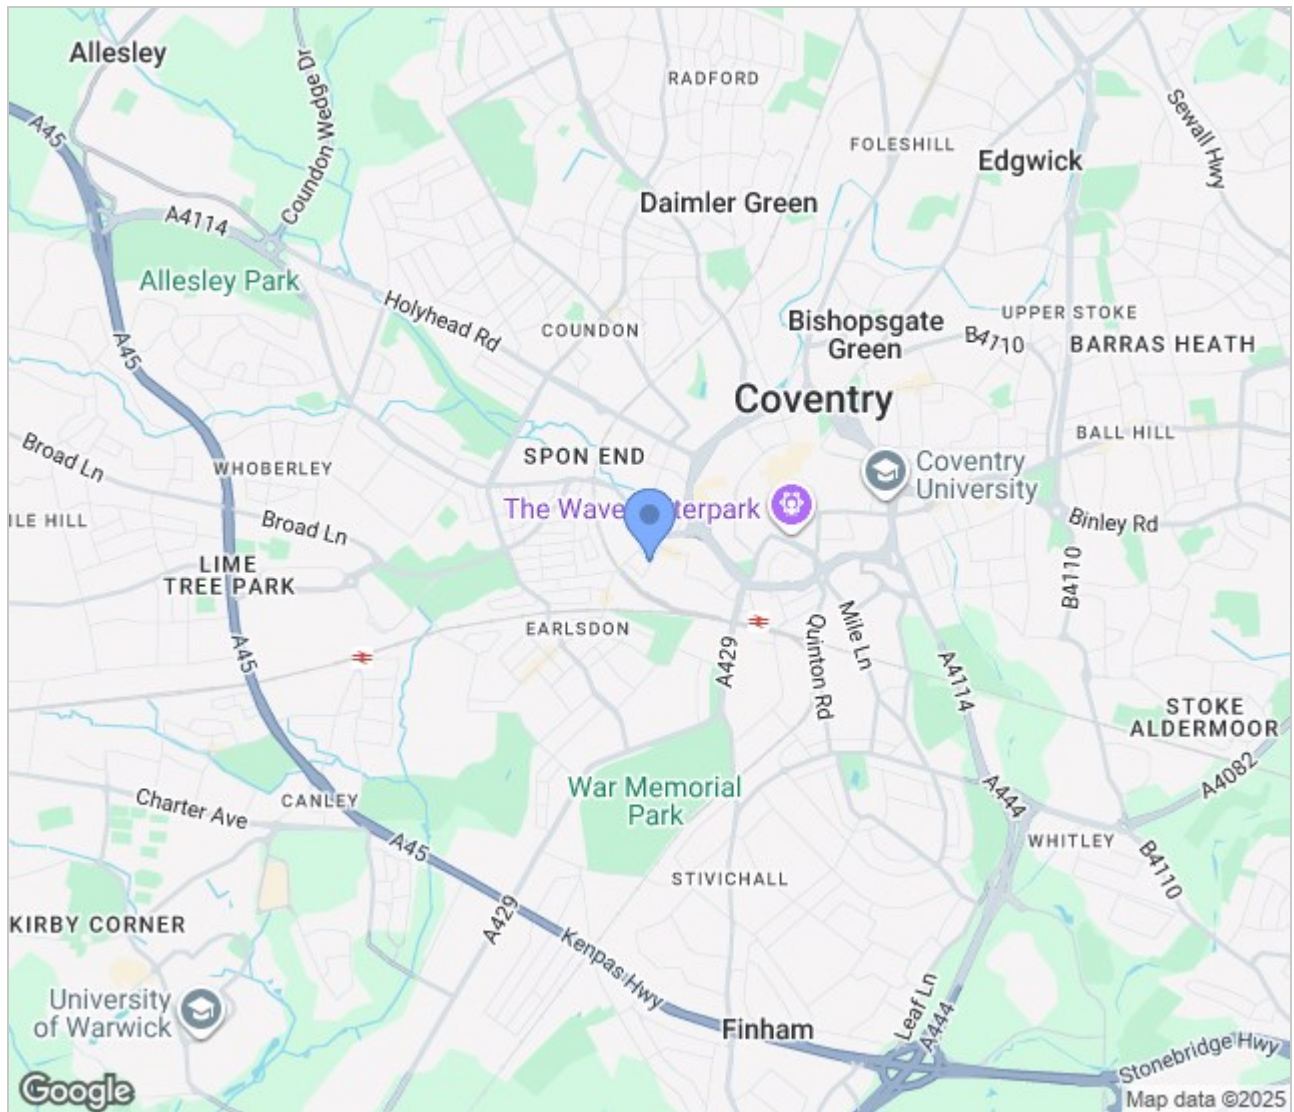 Allesley
Coundon Wedge Dr
RADFORD
Sewall Hwy
FOLESHILL
Edgwick
A45
A4114
Daimler Green
Allesley Park
Holyhead Rd
COUNDON
Bishopsgate
Green
UPPER STOKE
B4110
BARRAS HEATH
A45
Coventry
Broad Ln
WHOBERLEY
SPON END
BALL HILL
Coventry
University
The Wave
ILE HILL
Broad Ln
Binley Rd
LIME
TREE PARK
B4110
EARLSDON
A45
A429
Quinton Rd
Mile Ln
A4114
STOKE
ALDERMOOR
A4082
War Memorial
Park
Charter Ave
CANLEY
A444
WHITLEY
A45
B4110
STIVICHALL
KIRBY CORNER
A429
Kenpas Hwy
University
of Warwick
Finham
Leaf Ln
A444
Stonebridge Hwy
Google
Map data ©2025